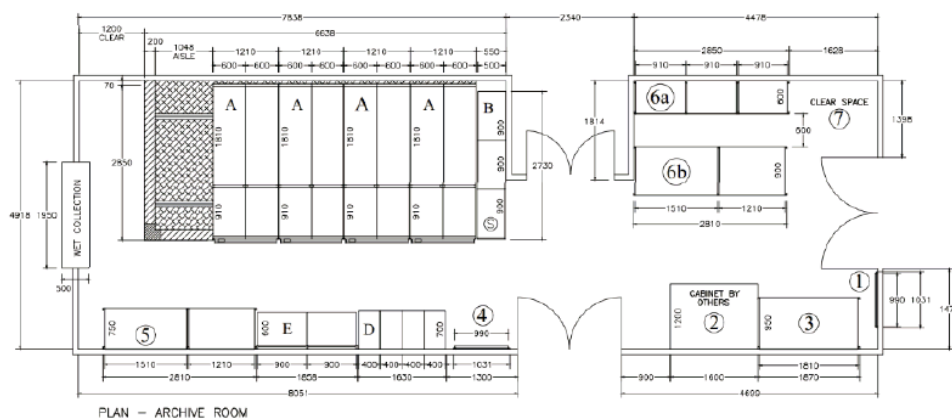 7838 2340 4478
1200 CLEAR 6638 2850 1628
200 1048 AISLE 1210 1210 1210 1210 550 910 910 910
600 600 600 600 600 600 600 600 500
70 A A A A B 6a 600 CLEAR SPACE
7
1810 1810 1810 1810 900 1814 600 1398
2850 900 2730 6b 900
4918 1950 WET COLLECTION 910 910 910 910 900 1510 1210
S 2810
500 1 990 1031
CABINET BY OTHERS
750 5 600 E D 700 4 990 1200 2 950 3
1510 1210 900 900 400 400 400 400 1031 1810
2810 1858 1630 1300 900 1600 1870
8051 4600
PLAN – ARCHIVE ROOM